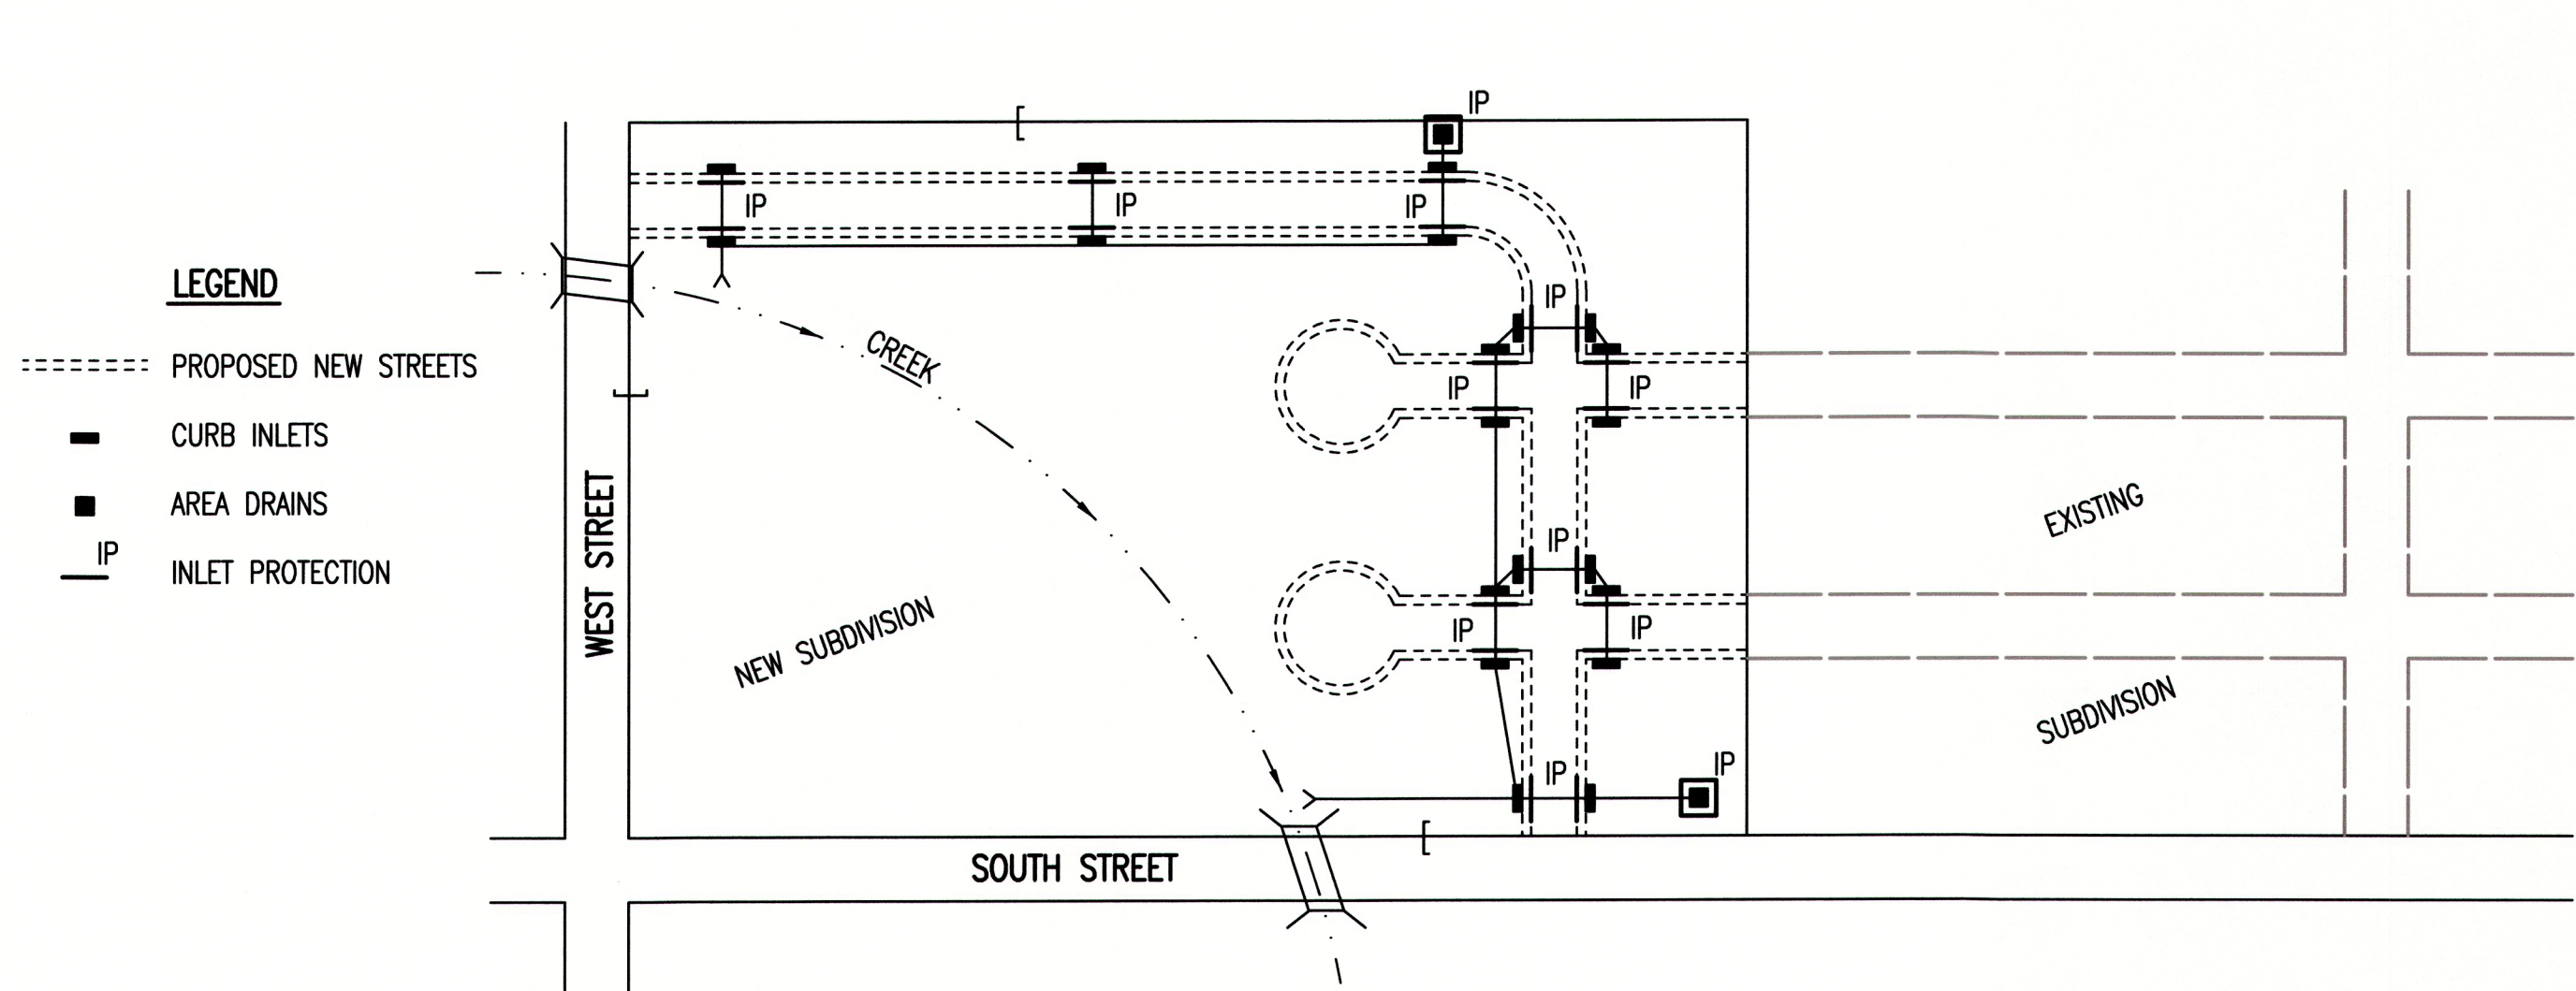 IP
IP
IP
IP
IP
LEGEND
PROPOSED NEW STREETS
CURB INLETS
AREA DRAINS
IP
INLET PROTECTION
WEST STREET
CREEK
IP
IP
EXISTING
IP
NEW SUBDIVISION
IP
IP
SUBDIVISION
IP
IP
SOUTH STREET